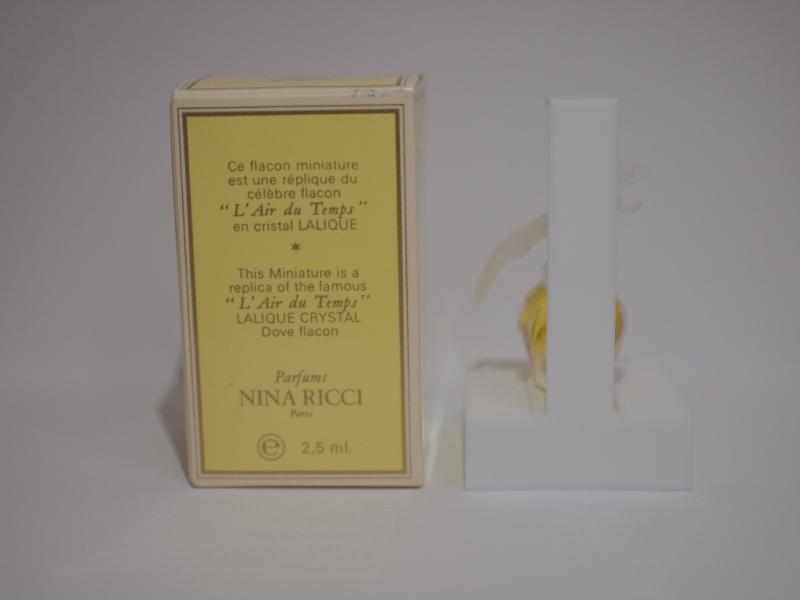 Ce flacon miniature
est une réplique du
célèbre flacon
“L'Air du Temps”
en cristal LALIQUE
This Miniature is a
replica of the famous
“L'Air du Temps”
LALIQUE CRYSTAL
Dove flacon
Parfums
NINA RICCI
Paris
℮ 2,5 ml.